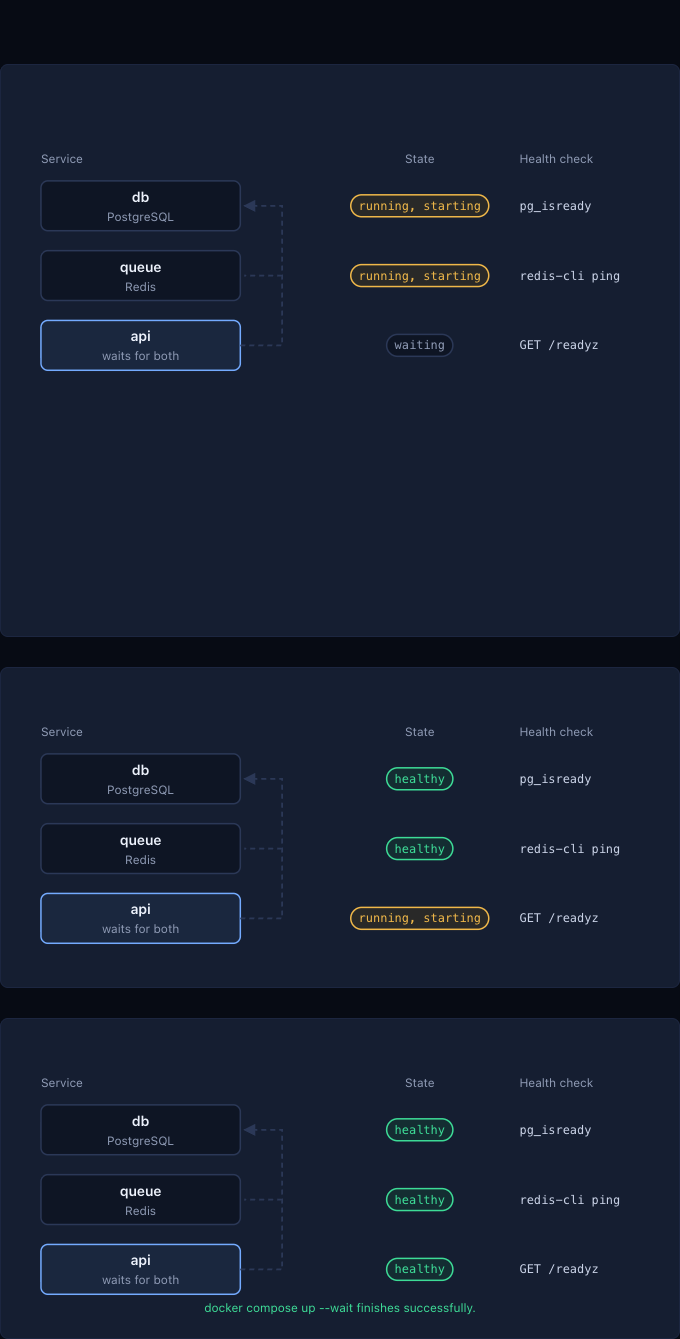 Service State Health check
db
PostgreSQL
running, starting pg_isready
queue
Redis
running, starting redis-cli ping
api
waits for both
waiting GET /readyz
Service State Health check
db
PostgreSQL
healthy pg_isready
queue
Redis
healthy redis-cli ping
api
waits for both
running, starting GET /readyz
Service State Health check
db
PostgreSQL
healthy pg_isready
queue
Redis
healthy redis-cli ping
api
waits for both
healthy GET /readyz
docker compose up --wait finishes successfully.